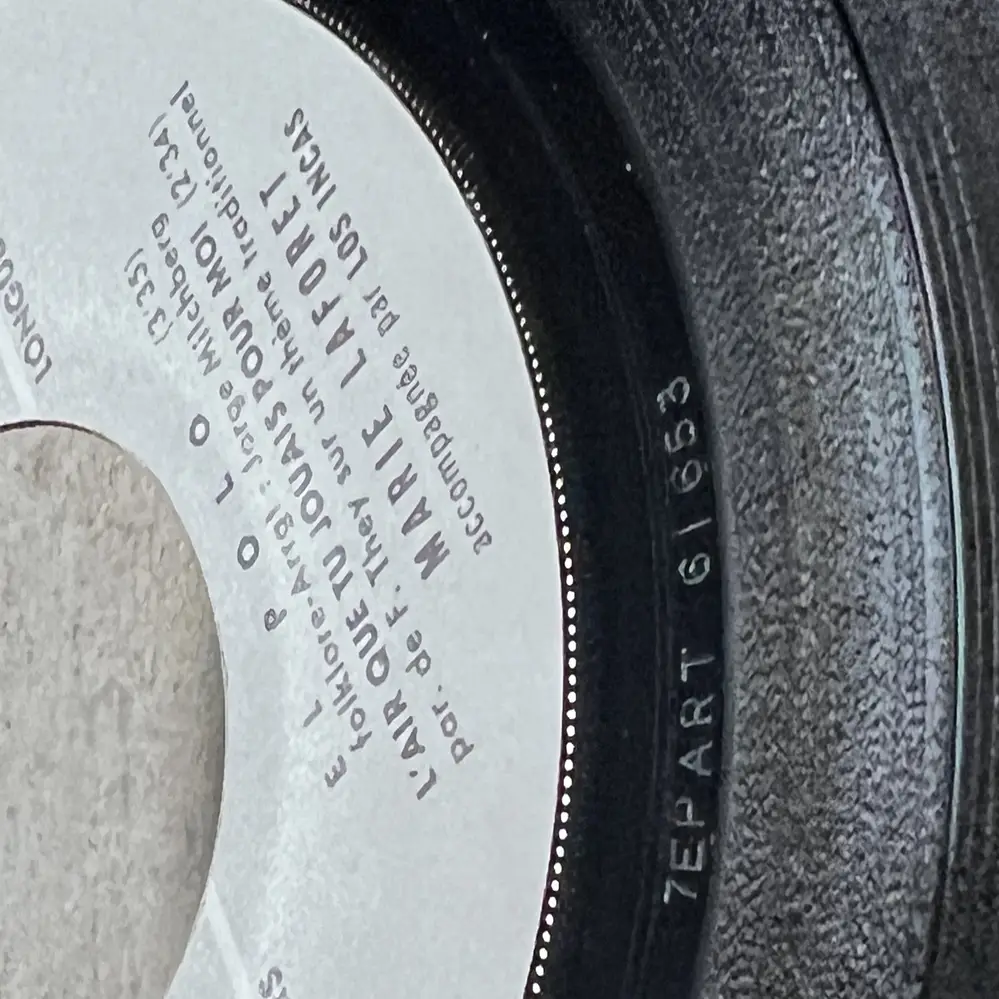 E L P O L O (3'35)
folklore-Arrgt : Jorge Milchberg
L'AIR QUE TU JOUAIS POUR MOI (2'34)
par. de F. They sur un thème traditionnel
MARIE LAFORET
accompagnée par LOS INCAS
7EPART 61653